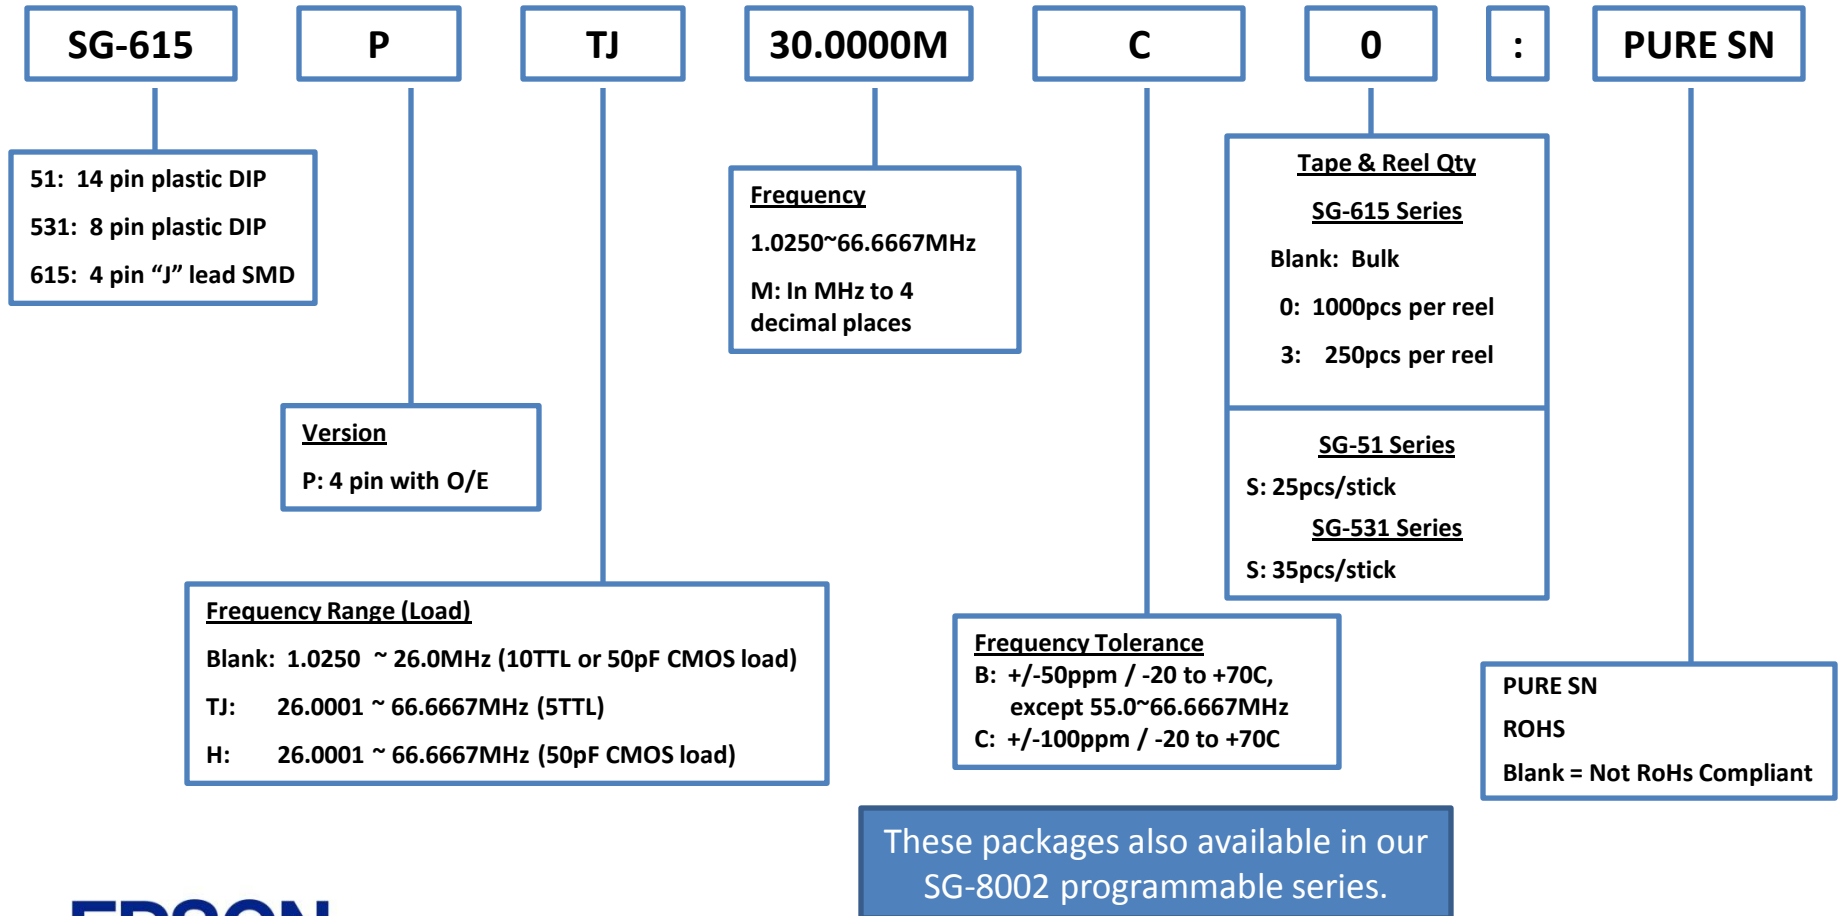 SG-615 P TJ 30.0000M C 0 : PURE SN
51: 14 pin plastic DIP
531: 8 pin plastic DIP
615: 4 pin “J” lead SMD
Version
P: 4 pin with O/E
Frequency Range (Load)
Blank: 1.0250 ~ 26.0MHz (10TTL or 50pF CMOS load)
TJ: 26.0001 ~ 66.6667MHz (5TTL)
H: 26.0001 ~ 66.6667MHz (50pF CMOS load)
Frequency
1.0250~66.6667MHz
M: In MHz to 4
decimal places
Frequency Tolerance
B: +/-50ppm / -20 to +70C,
except 55.0~66.6667MHz
C: +/-100ppm / -20 to +70C
Tape & Reel Qty
SG-615 Series
Blank: Bulk
0: 1000pcs per reel
3: 250pcs per reel
SG-51 Series
S: 25pcs/stick
SG-531 Series
S: 35pcs/stick
PURE SN
ROHS
Blank = Not RoHs Compliant
These packages also available in our
SG-8002 programmable series.
EPSON